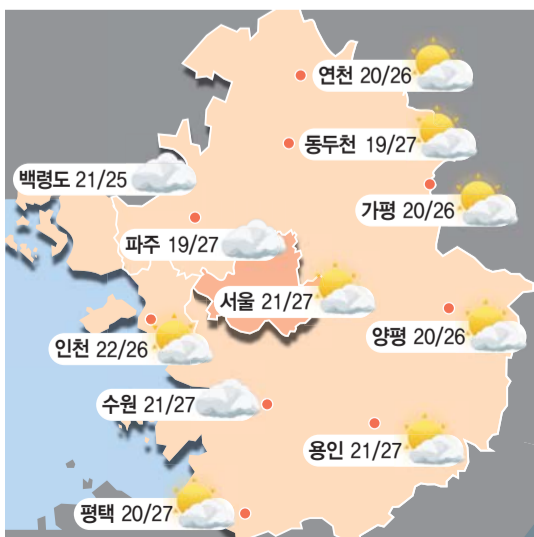 연천 20/26
동두천 19/27
백령도 21/25
가평 20/26
파주 19/27
서울 21/27
인천 22/26
양평 20/26
수원 21/27
용인 21/27
평택 20/27